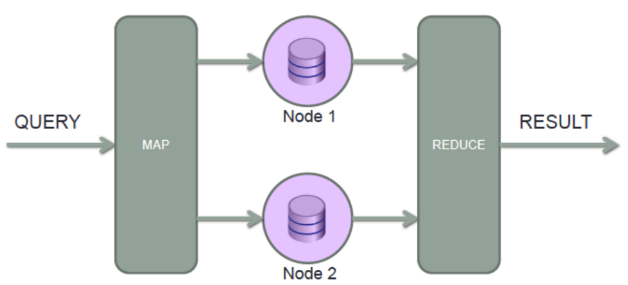 Node 1
QUERY
MAP
REDUCE
RESULT
Node 2